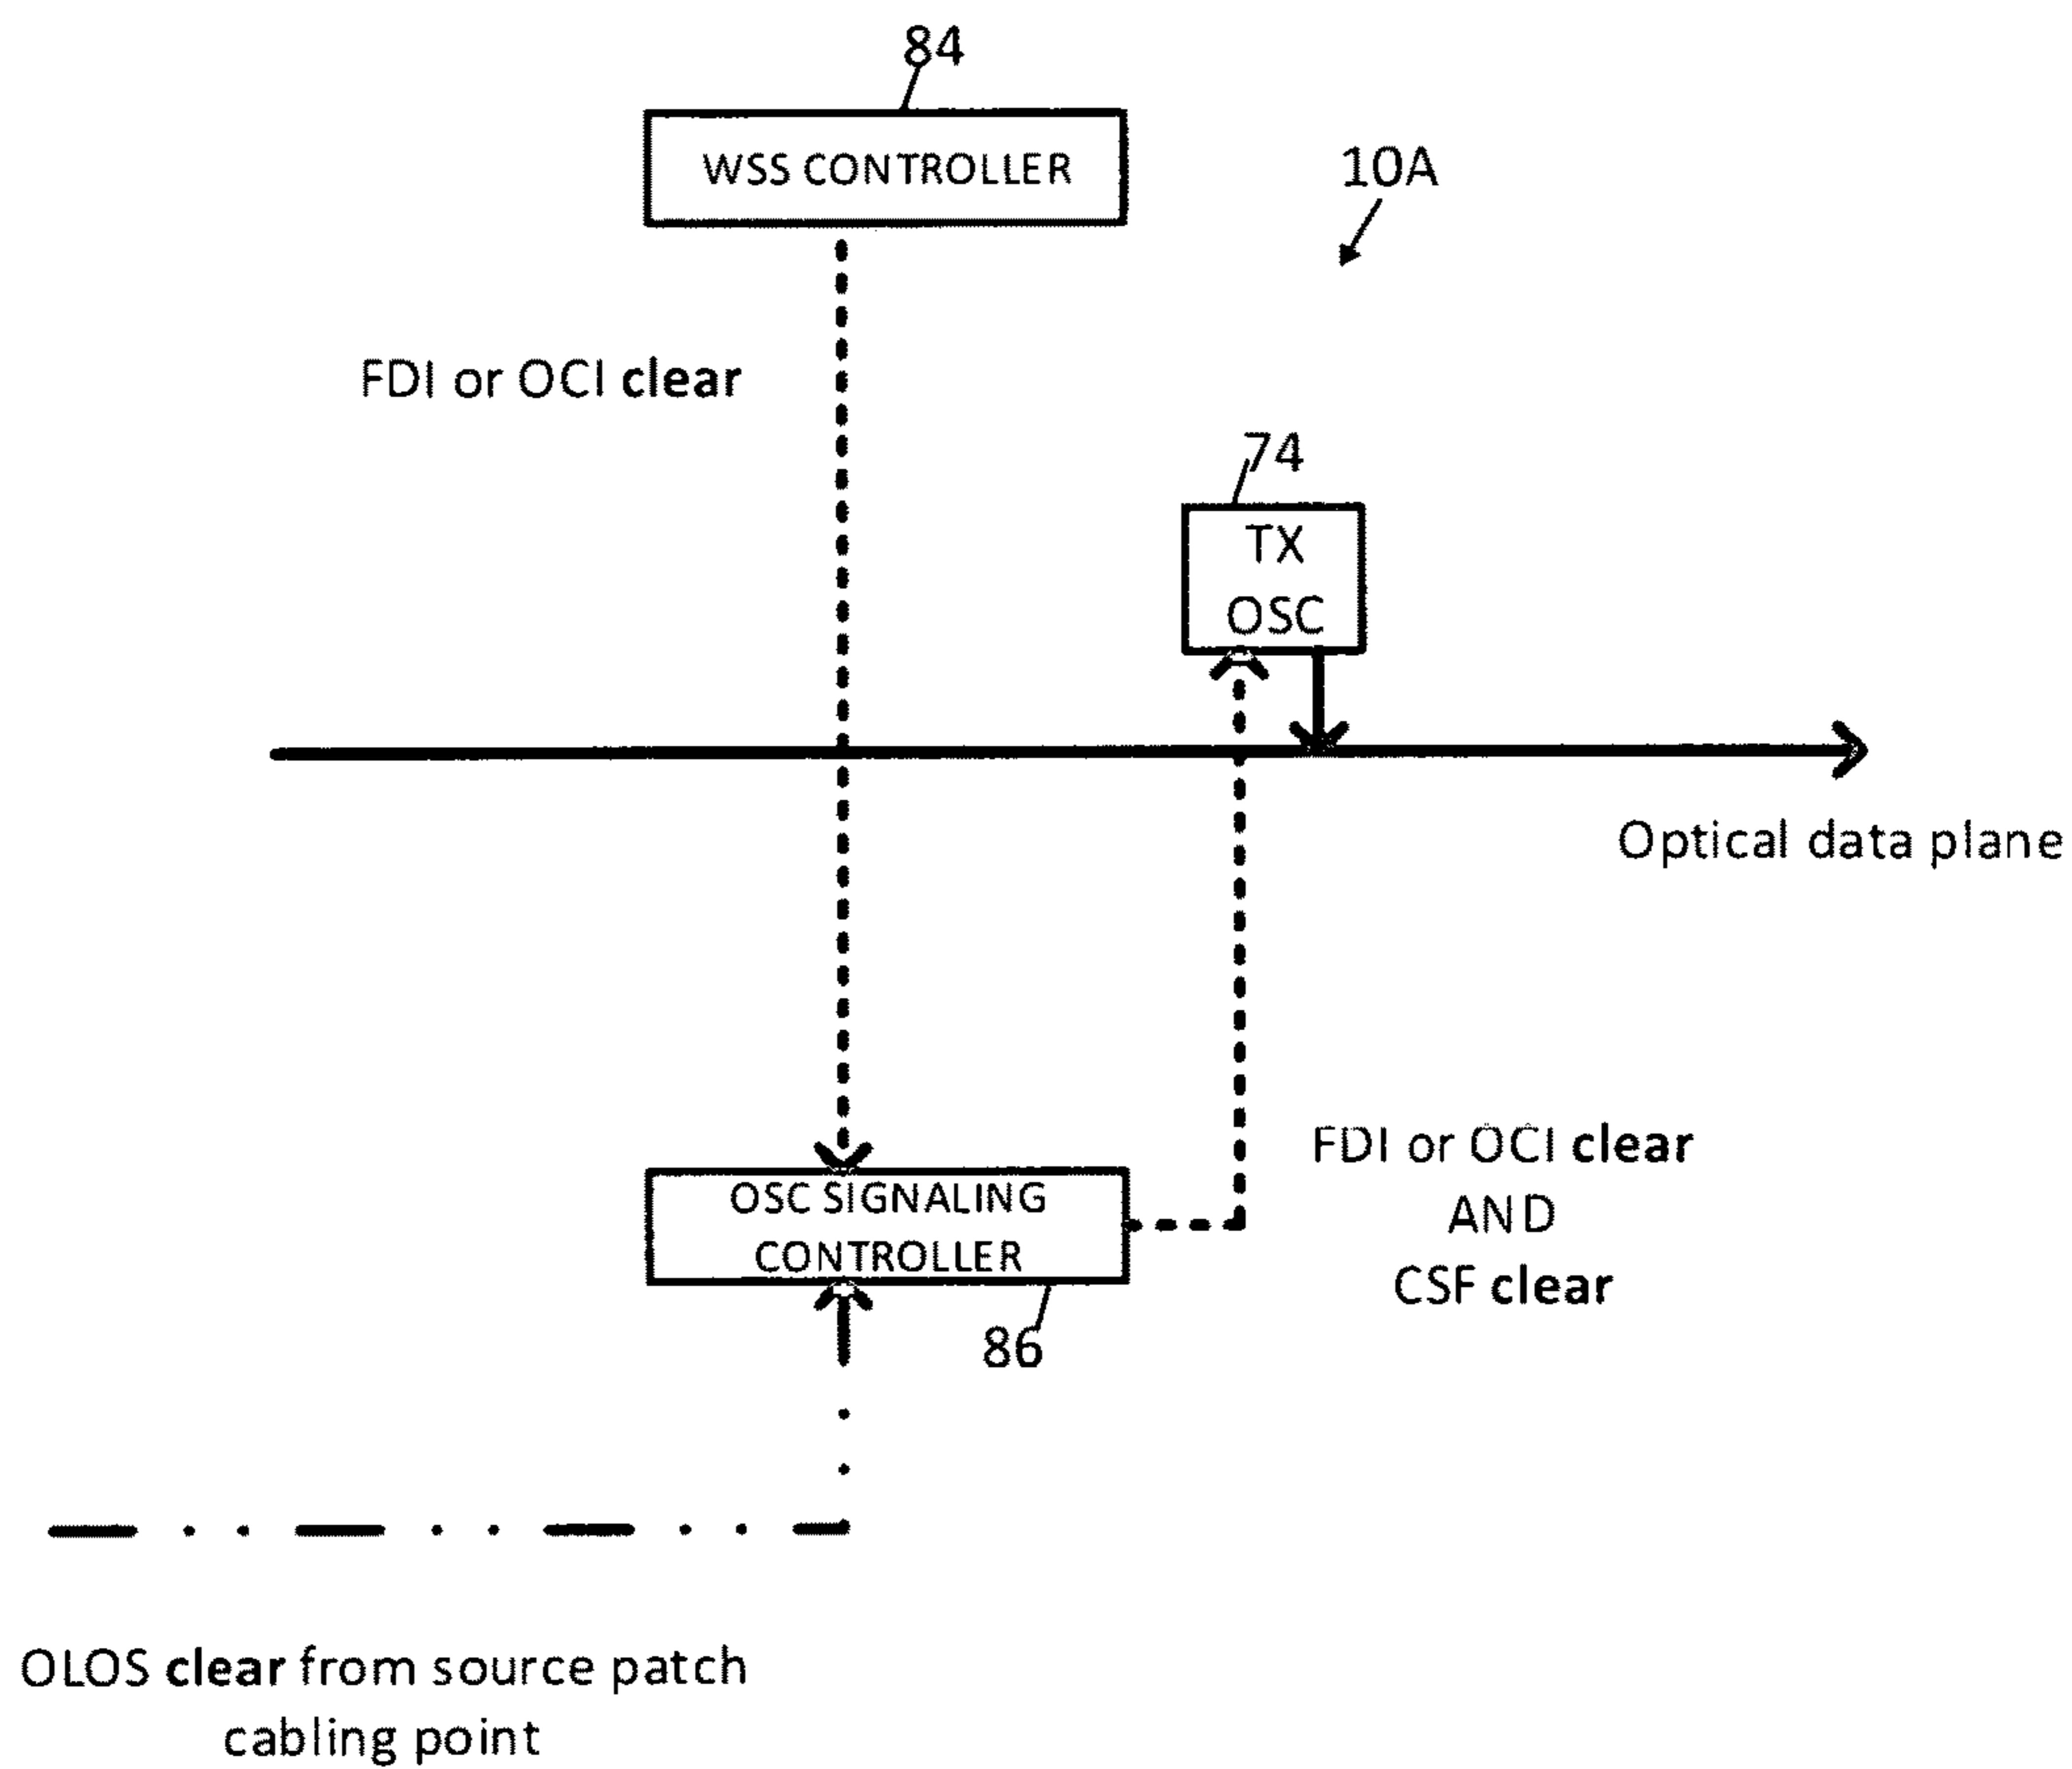 84
WSS CONTROLLER
10A
FDI or OCI clear
74
TX
OSC
Optical data plane
FDI or OCI clear
AND
CSF clear
OSC SIGNALING
CONTROLLER
86
OLOS clear from source patch
cabling point